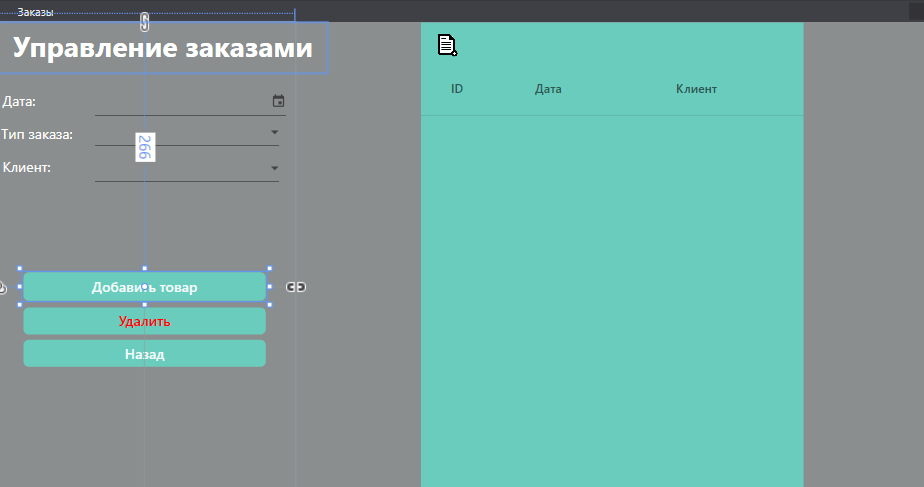 Заказы
Управление заказами
Дата:
Тип заказа:
Клиент:
266
Добавить товар
Удалить
Назад
ID Дата Клиент